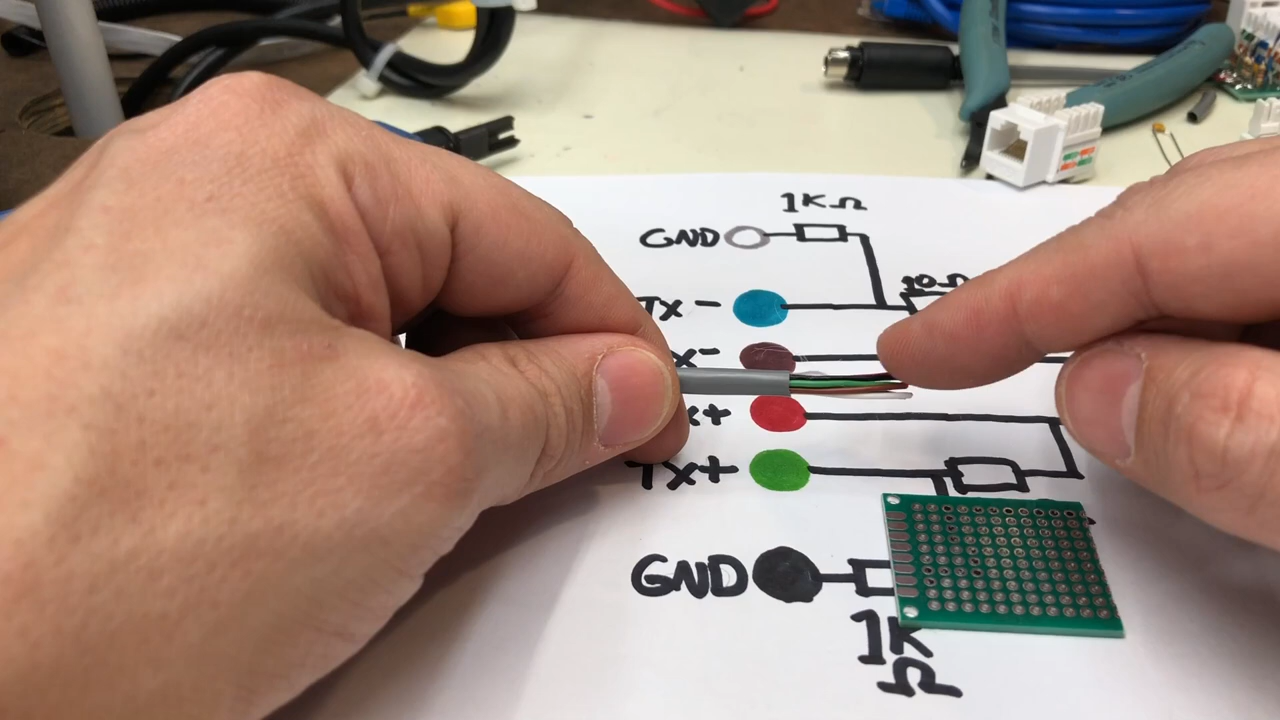 1KΩ
GND
TX -
x-
x+
Tx+
GND
1K
Ω